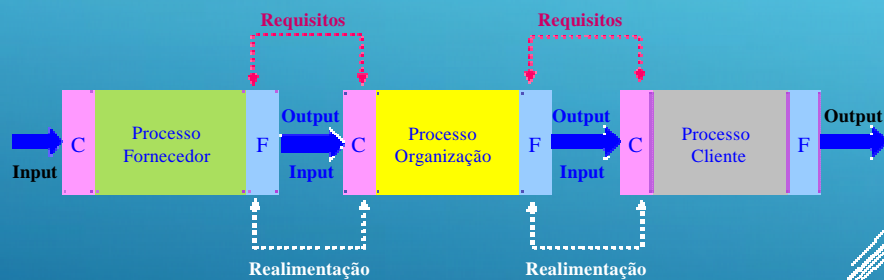 Requisitos
Requisitos
Input
C
Processo
Fornecedor
F
Output
Input
C
Processo
Organização
F
Output
Input
C
Processo
Cliente
F
Output
Realimentação
Realimentação